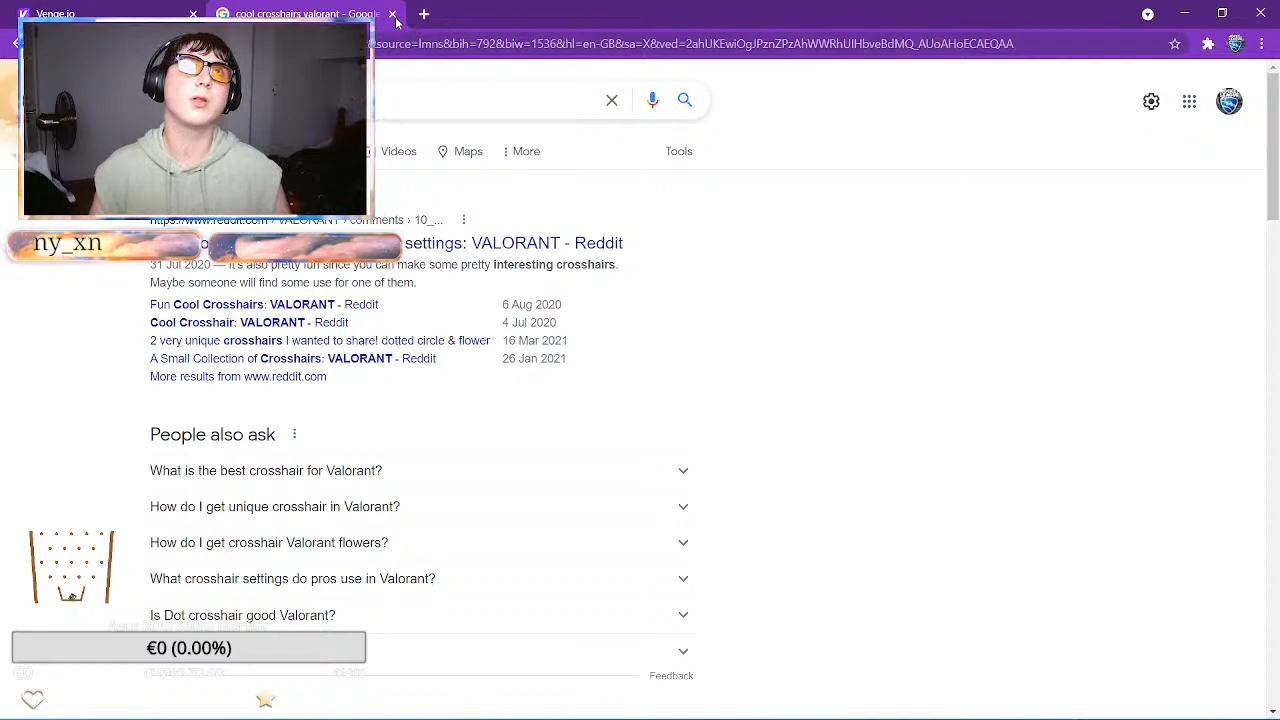 Venge.io
cool crosshairs valorant - Google
source=lmns&bih=792&biw=1536&hl=en-GB&sa=X&ved=2ahUKEwiOgJPznZPzAhWWRhUIHbveBdMQ_AUoAHoECAEQAA
Videos Maps More Tools
https://www.reddit.com › VALORANT › comments › 10_...
settings: VALORANT - Reddit
ny_xn
31 Jul 2020 — It's also pretty fun since you can make some pretty interesting crosshairs.
Maybe someone will find some use for one of them.
Fun Cool Crosshairs: VALORANT - Reddit 6 Aug 2020
Cool Crosshair: VALORANT - Reddit 4 Jul 2020
2 very unique crosshairs I wanted to share! dotted circle & flower 16 Mar 2021
A Small Collection of Crosshairs: VALORANT - Reddit 26 Jan 2021
More results from www.reddit.com
People also ask
What is the best crosshair for Valorant?
How do I get unique crosshair in Valorant?
How do I get crosshair Valorant flowers?
What crosshair settings do pros use in Valorant?
Is Dot crosshair good Valorant?
€0 (0.00%)
€0
Feedback